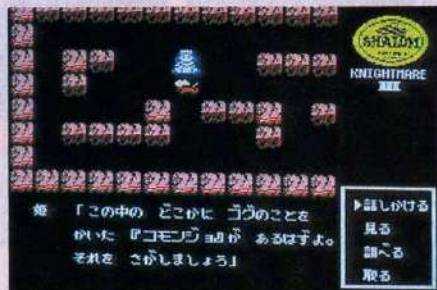 SHALOM
KNIGHTMARE
III
姫 「この中の どこかに ゴグのことを
かいた『コモンジョ』が あるはずよ。
それを さがしましょう」
▶話しかける
見る
調べる
取る